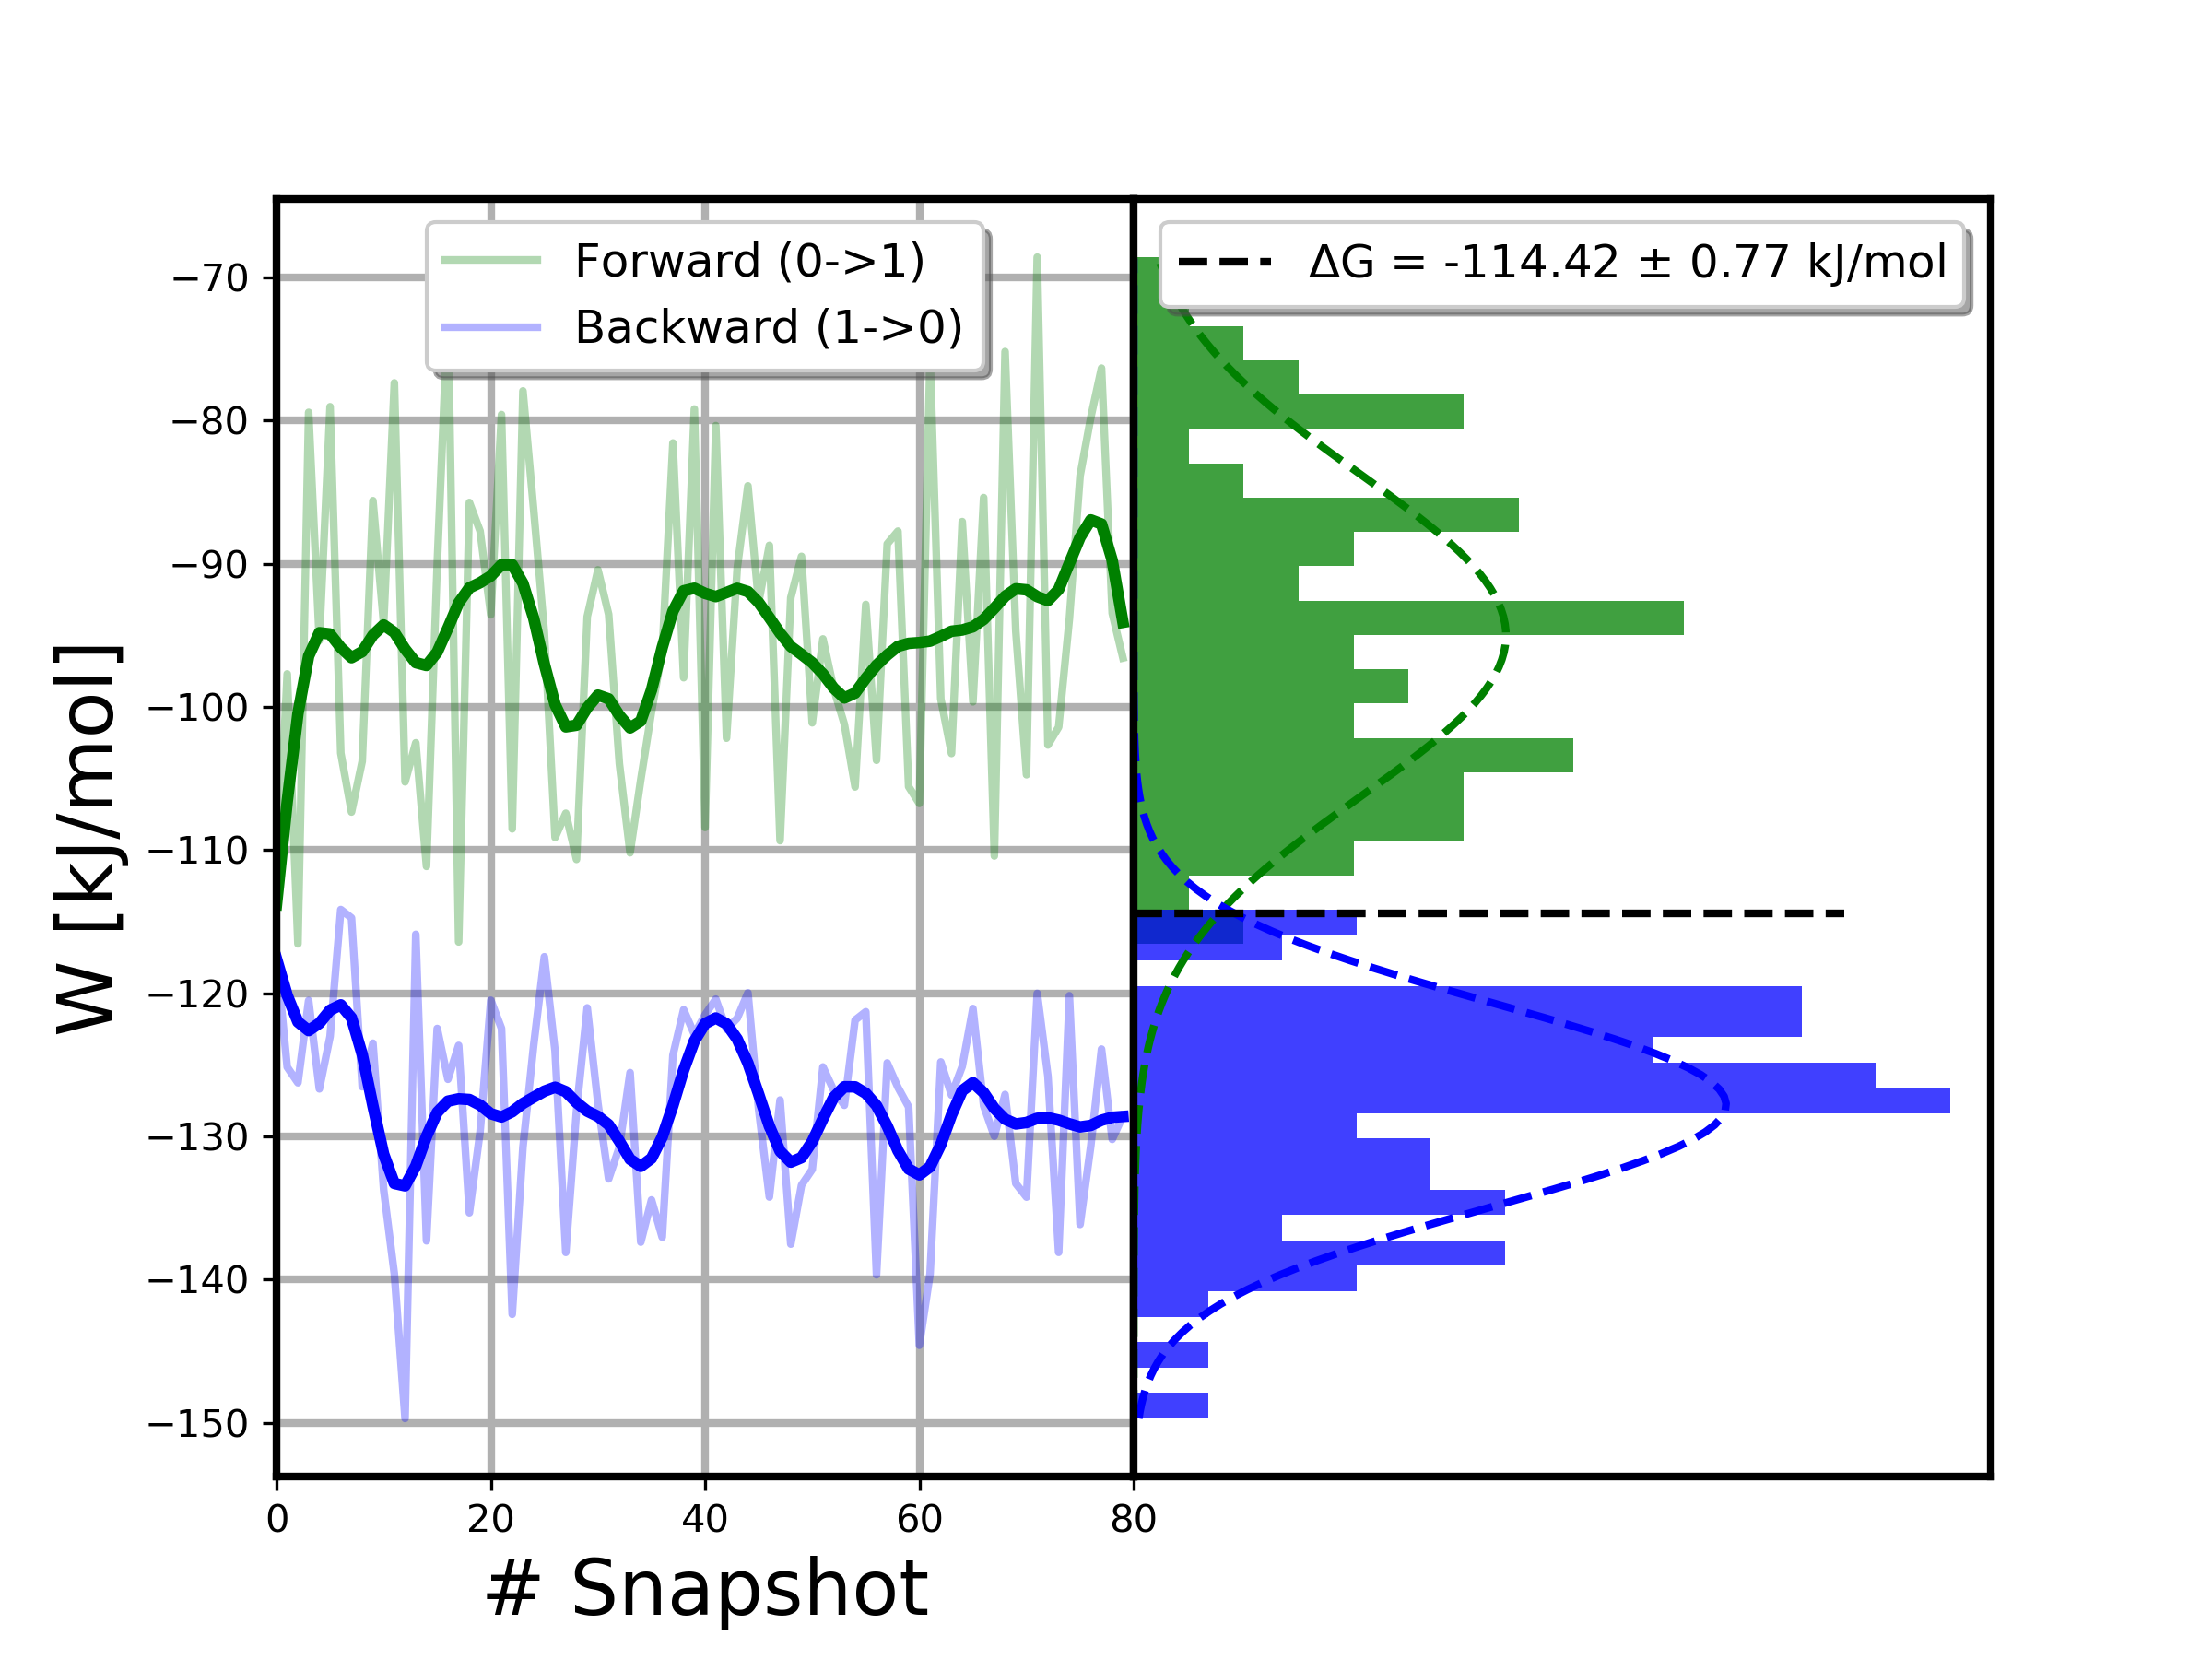 Forward (0->1)
Backward (1->0)
ΔG = -114.42 ± 0.77 kJ/mol
W [kJ/mol]
−70
−80
−90
−100
−110
−120
−130
−140
−150
0 20 40 60 80
# Snapshot